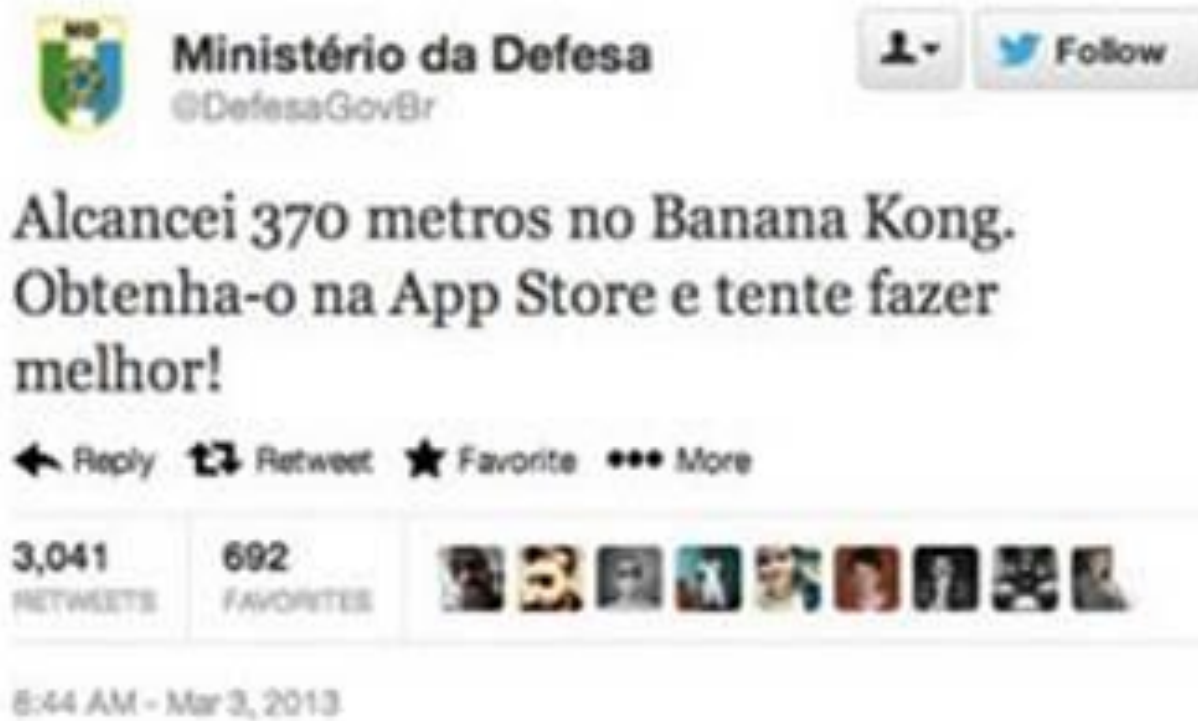 MD
Ministério da Defesa
Follow
@DefesaGovBr
Alcancei 370 metros no Banana Kong.
Obtenha-o na App Store e tente fazer
melhor!
Reply Retweet Favorite More
3,041 692
RETWEETS FAVORITES
8:44 AM - Mar 3, 2013